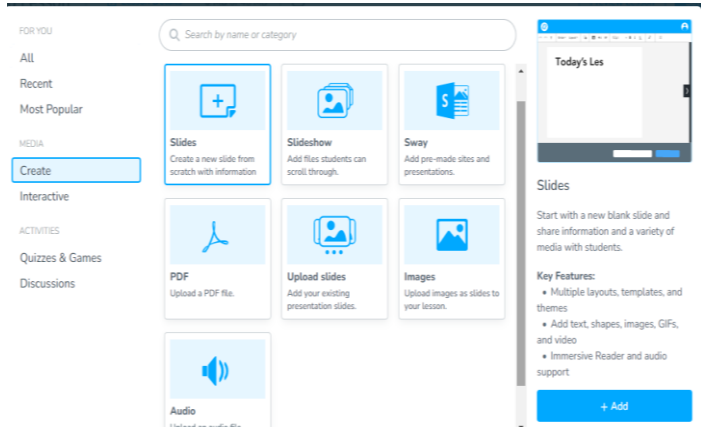 FOR YOU
All
Recent
Most Popular
MEDIA
Create
Interactive
ACTIVITIES
Quizzes & Games
Discussions
Search by name or category
Slides
Create a new slide from
scratch with information
Slideshow
Add files students can
scroll through.
Sway
Add pre-made sites and
presentations.
PDF
Upload a PDF file.
Upload slides
Add your existing
presentation slides.
Images
Upload images as slides to
your lesson.
Audio
Upload an audio file
Today's Les
Slides
Start with a new blank slide and
share information and a variety of
media with students.
Key Features:
• Multiple layouts, templates, and
themes
• Add text, shapes, images, GIFs,
and video
• Immersive Reader and audio
support
+ Add